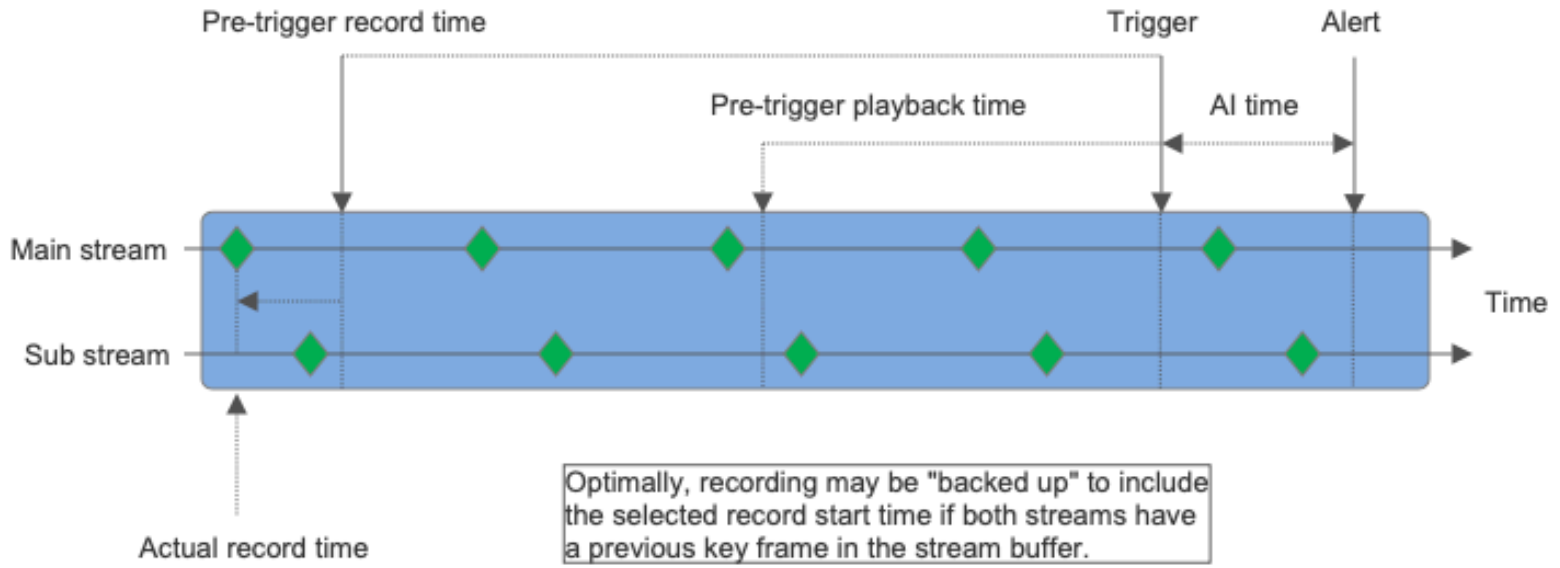 Pre-trigger record time
Trigger
Alert
Pre-trigger playback time
AI time
Main stream
Time
Sub stream
Optimally, recording may be "backed up" to include
the selected record start time if both streams have
a previous key frame in the stream buffer.
Actual record time